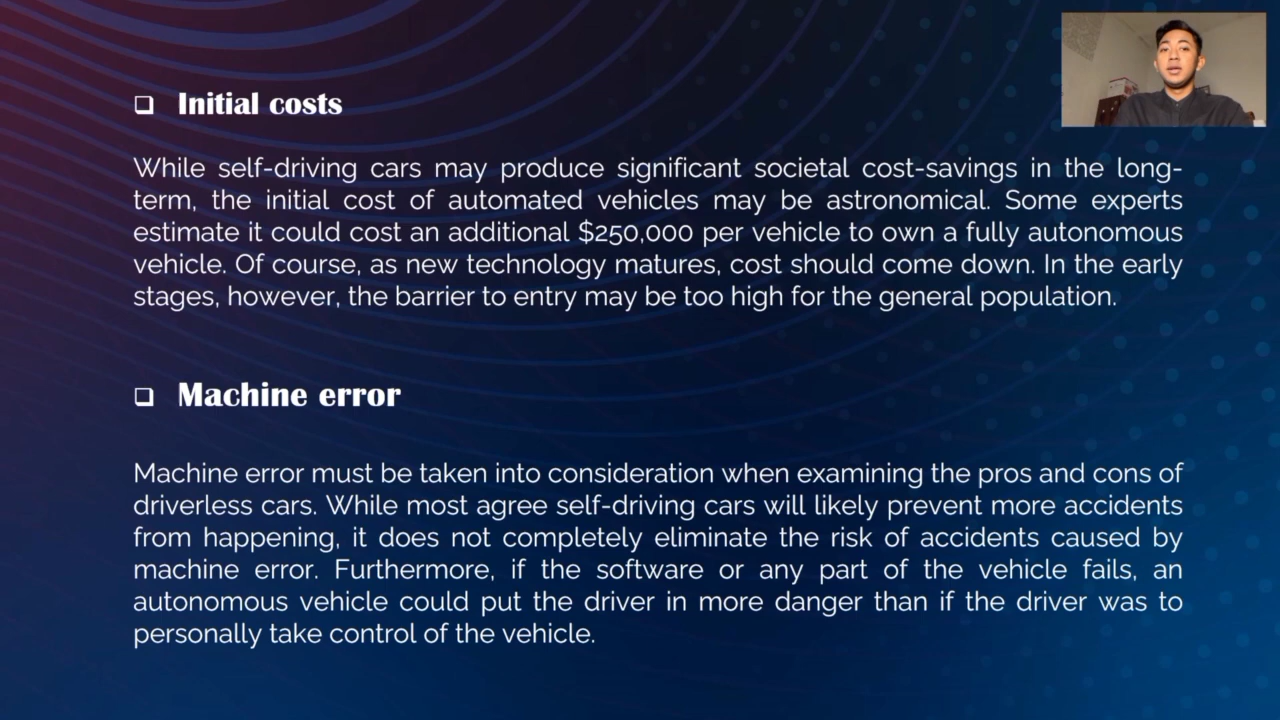 ❑ Initial costs
While self-driving cars may produce significant societal cost-savings in the long-
term, the initial cost of automated vehicles may be astronomical. Some experts
estimate it could cost an additional $250,000 per vehicle to own a fully autonomous
vehicle. Of course, as new technology matures, cost should come down. In the early
stages, however, the barrier to entry may be too high for the general population.
❑ Machine error
Machine error must be taken into consideration when examining the pros and cons of
driverless cars. While most agree self-driving cars will likely prevent more accidents
from happening, it does not completely eliminate the risk of accidents caused by
machine error. Furthermore, if the software or any part of the vehicle fails, an
autonomous vehicle could put the driver in more danger than if the driver was to
personally take control of the vehicle.